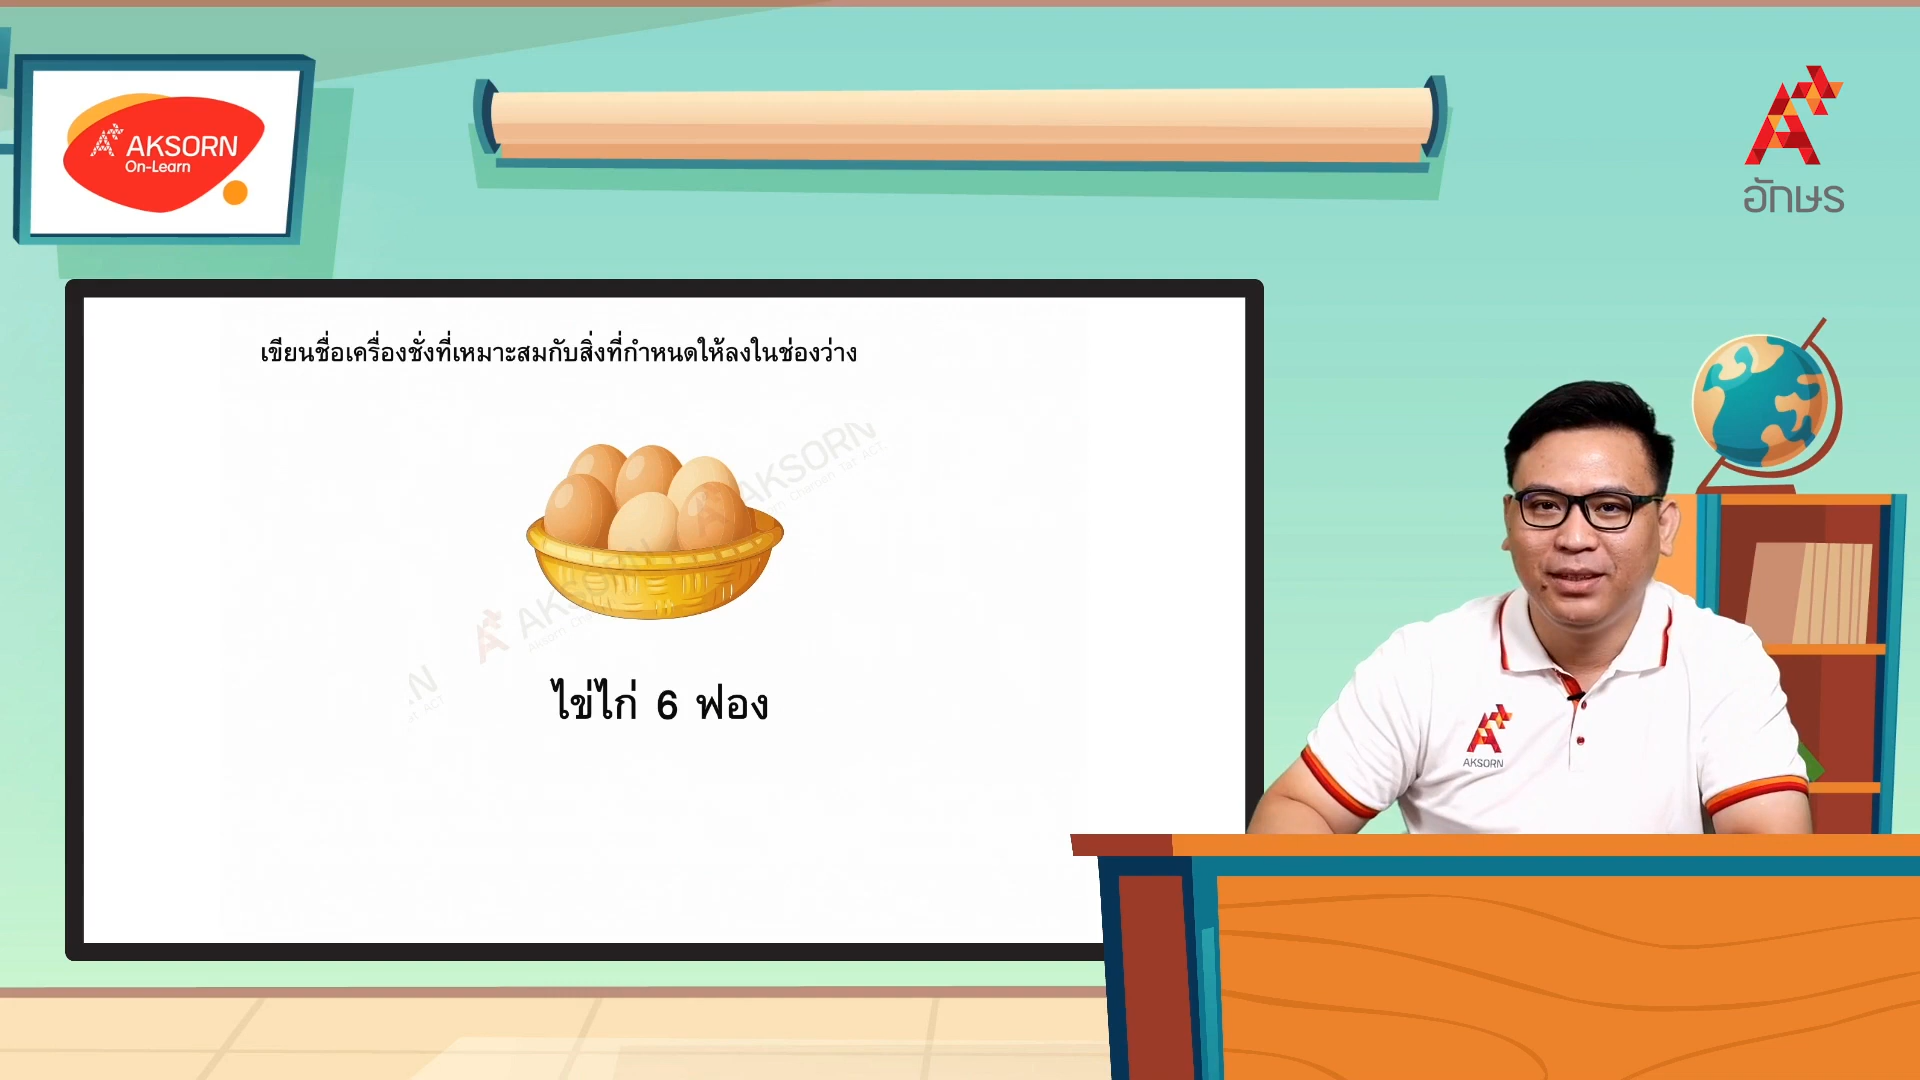 AKSORN
On-Learn
อักษร
เขียนชื่อเครื่องชั่งที่เหมาะสมกับสิ่งที่กำหนดให้ลงในช่องว่าง
AKSORN
ไข่ไก่ 6 ฟอง
AKSORN